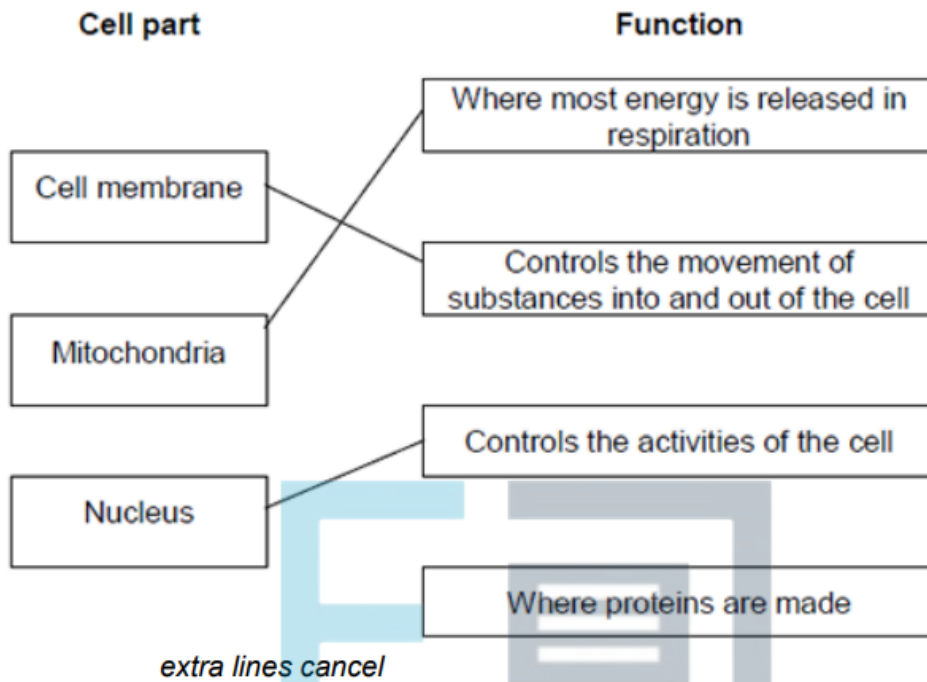 Cell part
Function
Where most energy is released in
respiration
Cell membrane
Controls the movement of
substances into and out of the cell
Mitochondria
Controls the activities of the cell
Nucleus
Where proteins are made
extra lines cancel